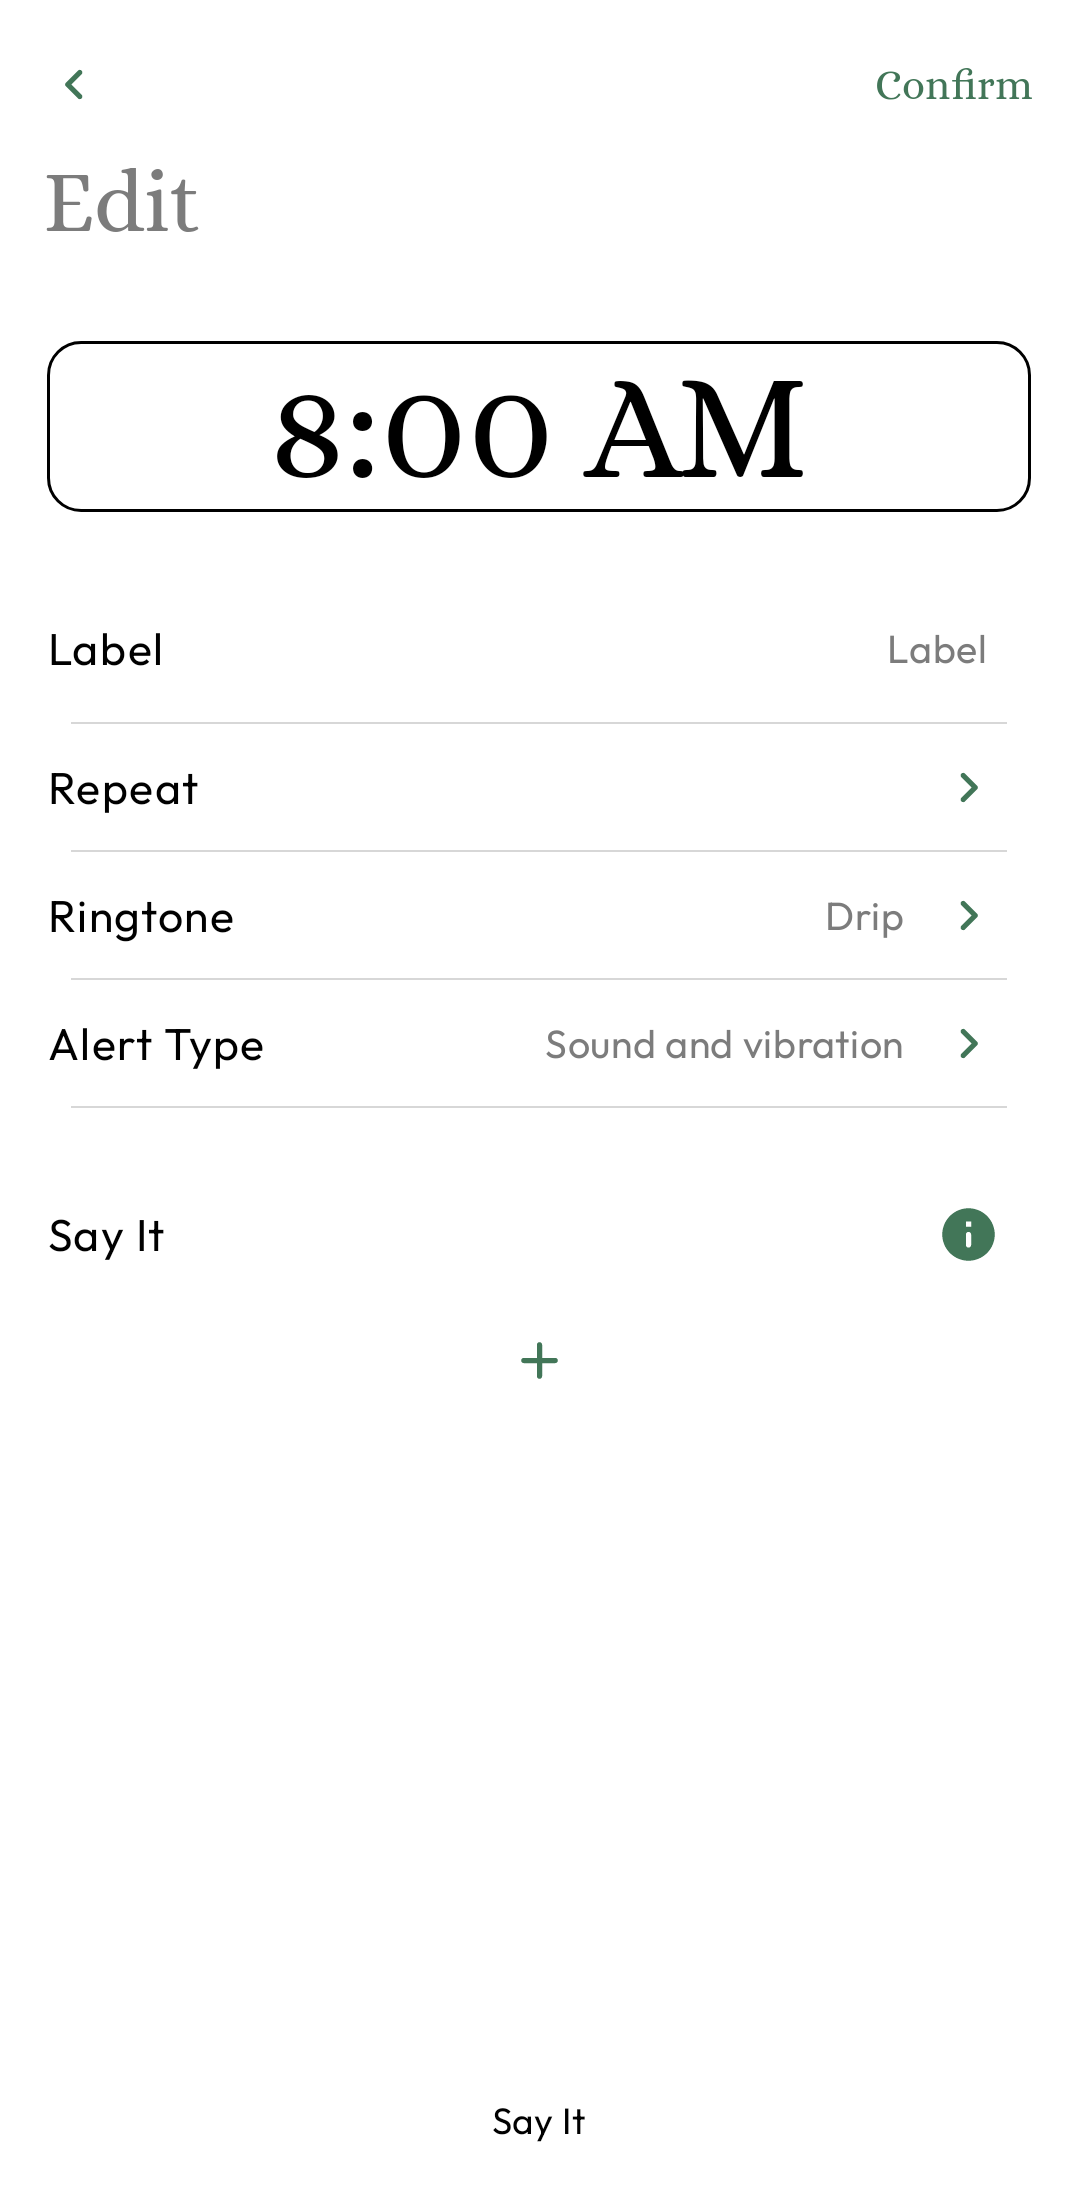 Confirm
Edit
8:00 AM
Label Label
Repeat
Ringtone Drip
Alert Type Sound and vibration
Say It
Say It